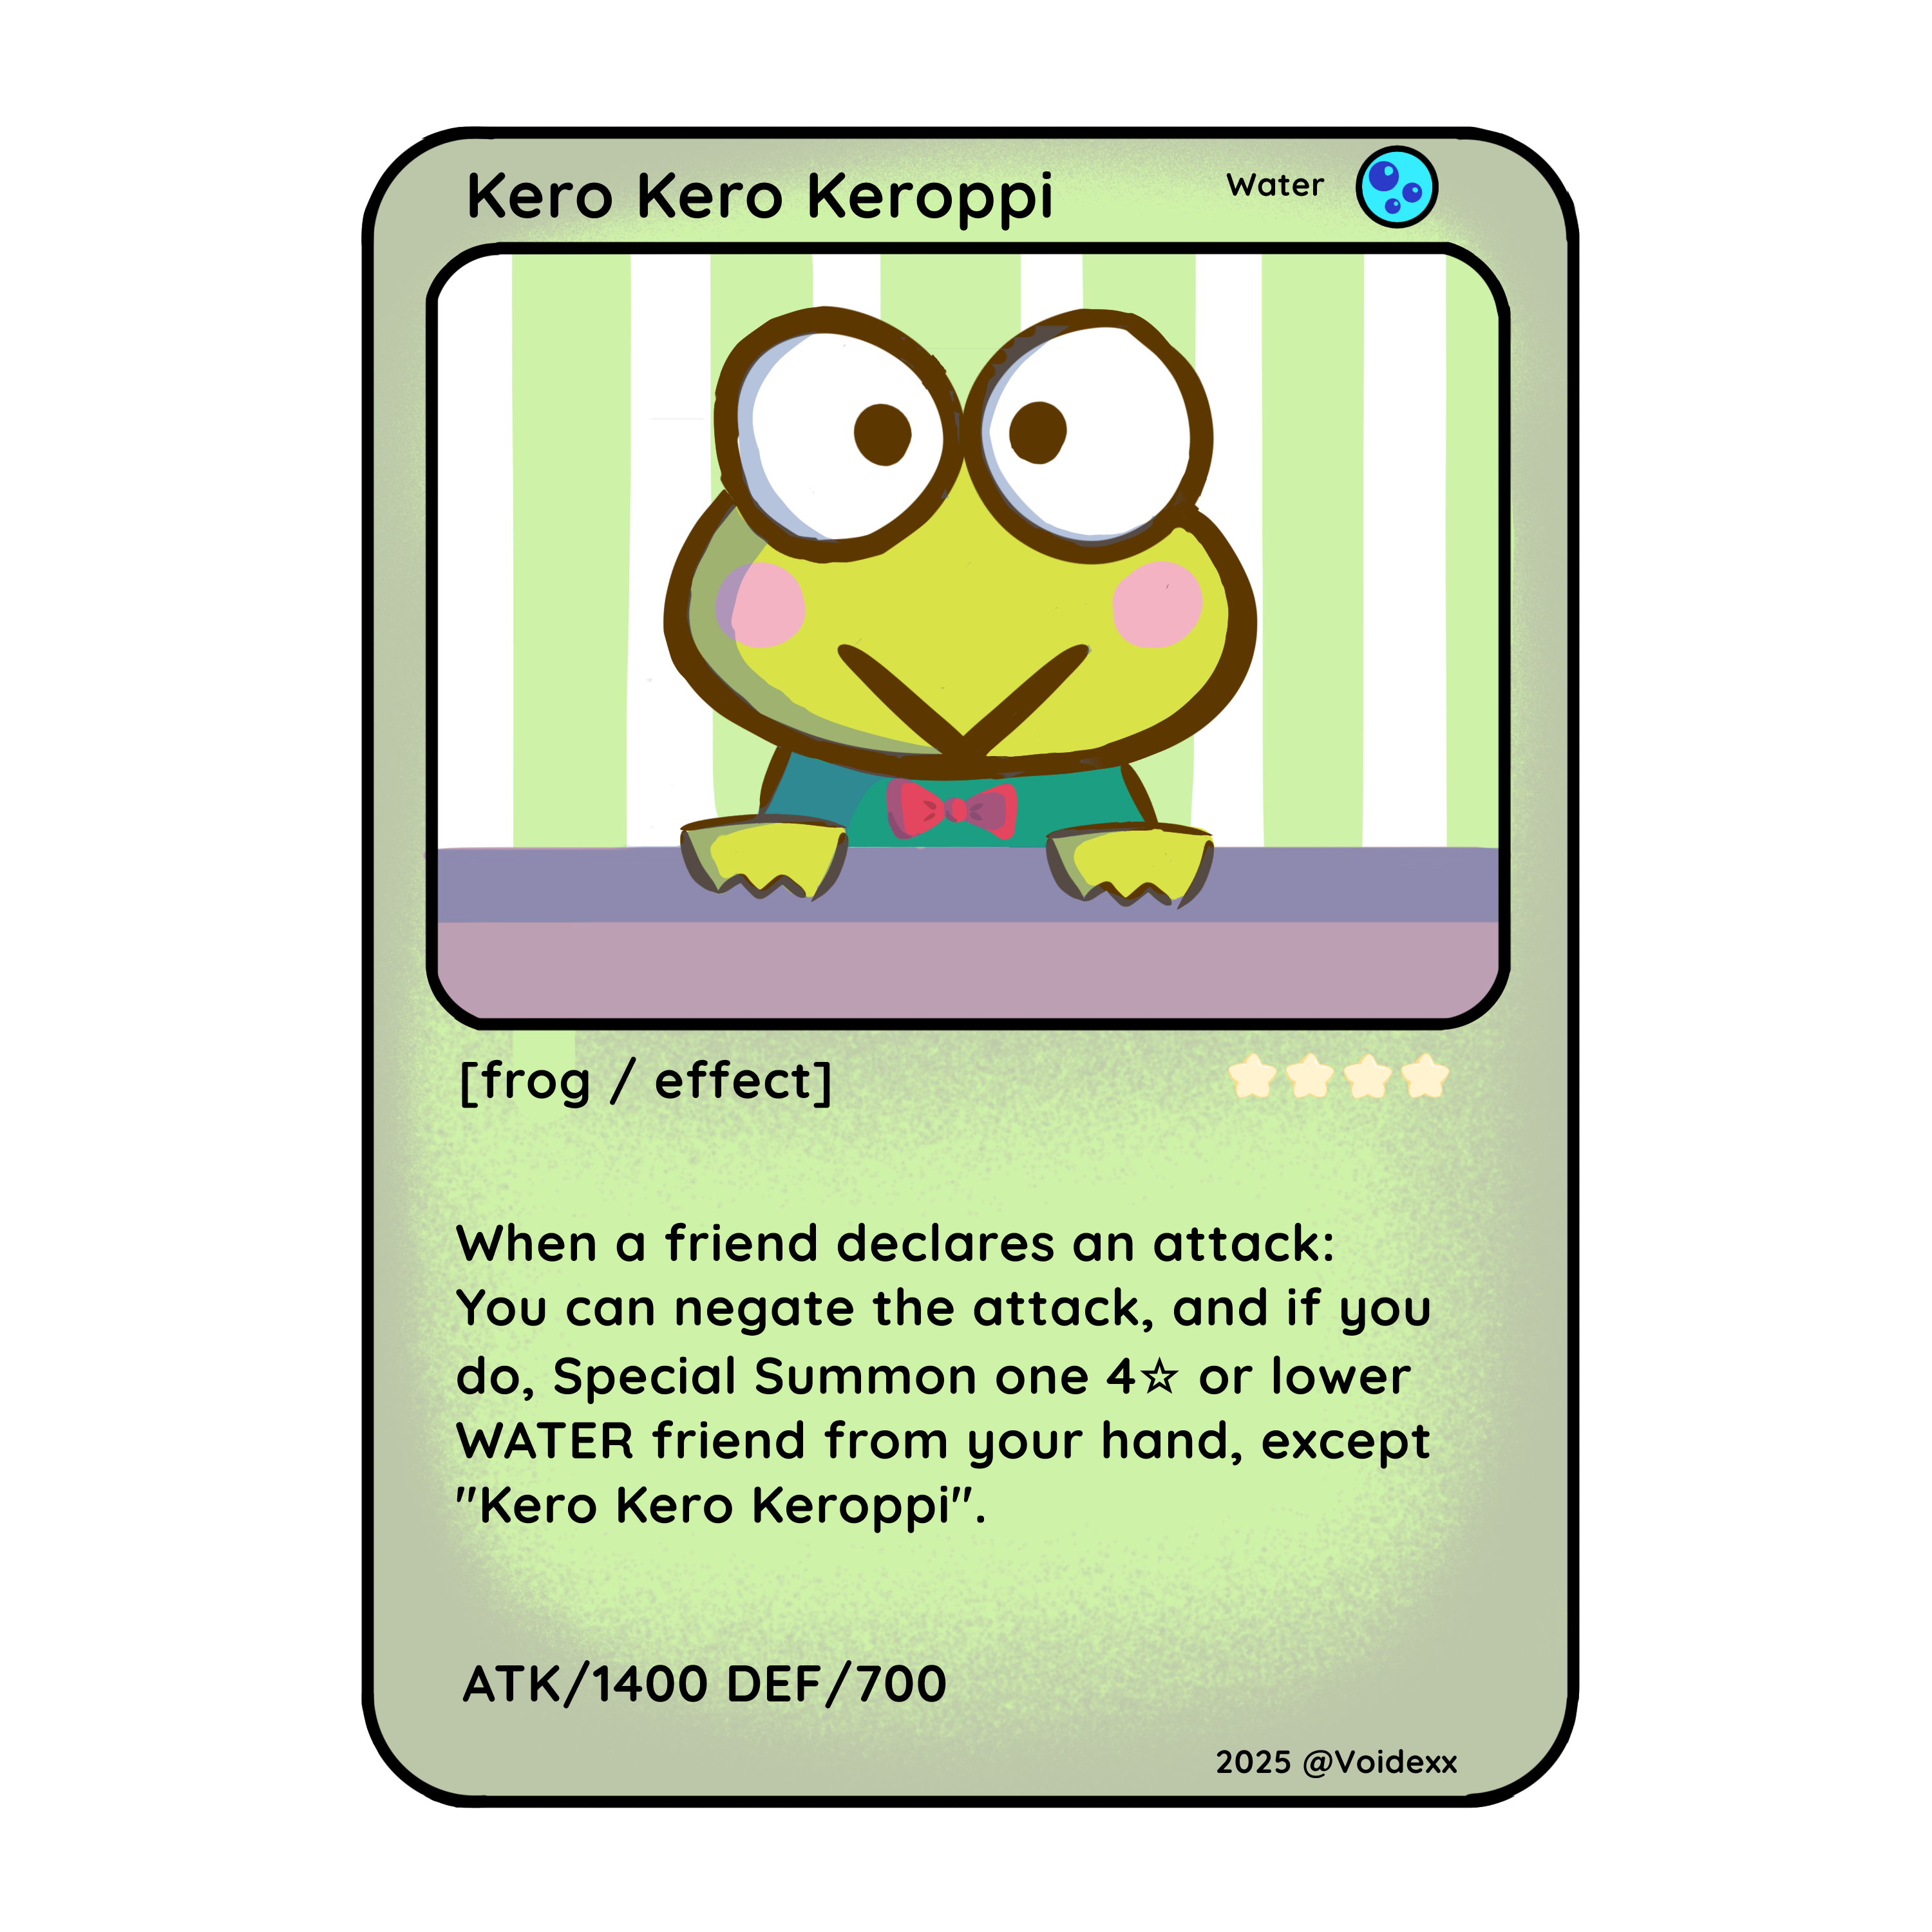 Kero Kero Keroppi
Water
[frog / effect]
When a friend declares an attack:
You can negate the attack, and if you
do, Special Summon one 4☆ or lower
WATER friend from your hand, except
"Kero Kero Keroppi".
ATK/1400 DEF/700
2025 @Voidexx